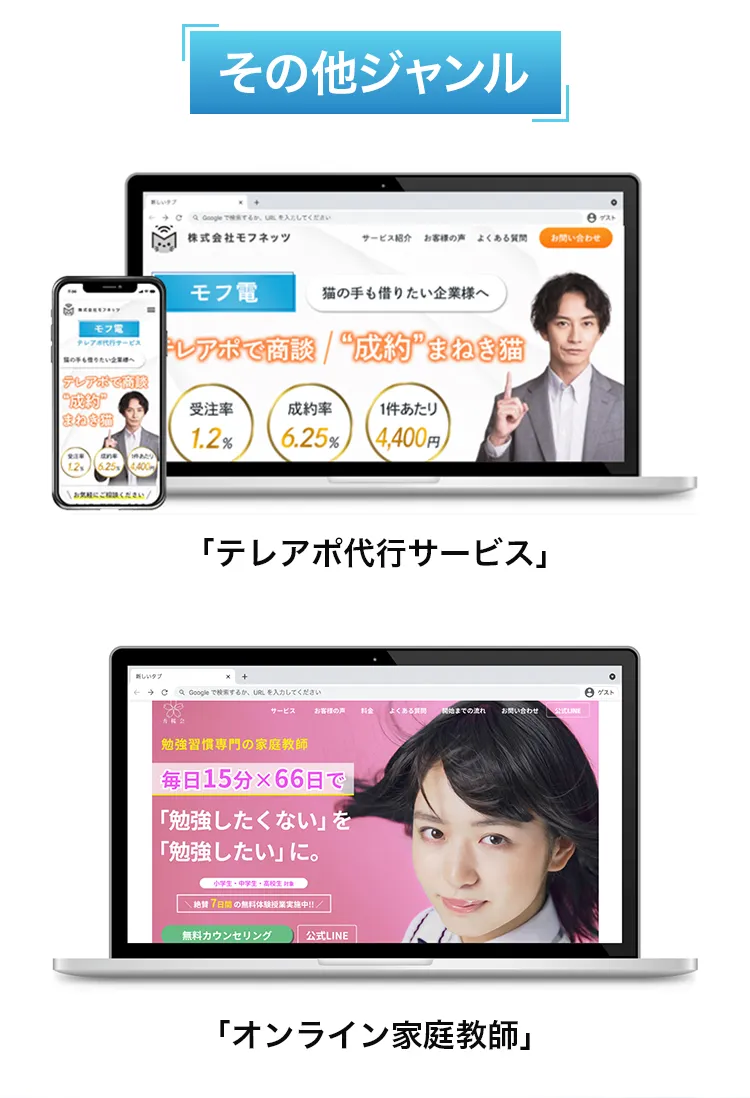 その他ジャンル
新しいタブ
Google で検索するか、URL を入力してください
ゲスト
株式会社モフネッツ
サービス紹介 お客様の声 よくある質問 お問い合わせ
モフ電 猫の手も借りたい企業様へ
テレアポで商談 / “成約” まねき猫
受注率 成約率 1件あたり
1.2% 6.25% 4,400円
株式会社モフネッツ
モフ電
テレアポ代行サービス
猫の手も借りたい企業様へ
テレアポで商談
“成約”
まねき猫
受注率 成約率 1件あたり
1.2% 6.25% 4,400円
\ お気軽にご相談ください /
「テレアポ代行サービス」
新しいタブ
Google で検索するか、URL を入力してください
ゲスト
サービス お客様の声 料金 よくある質問 開始までの流れ お問い合わせ 公式LINE
勉強習慣専門の家庭教師
毎日15分×66日で
「勉強したくない」を
「勉強したい」に。
小学生・中学生・高校生 対象
\ 絶賛 7日間 の無料体験授業実施中!! /
無料カウンセリング 公式LINE
「オンライン家庭教師」